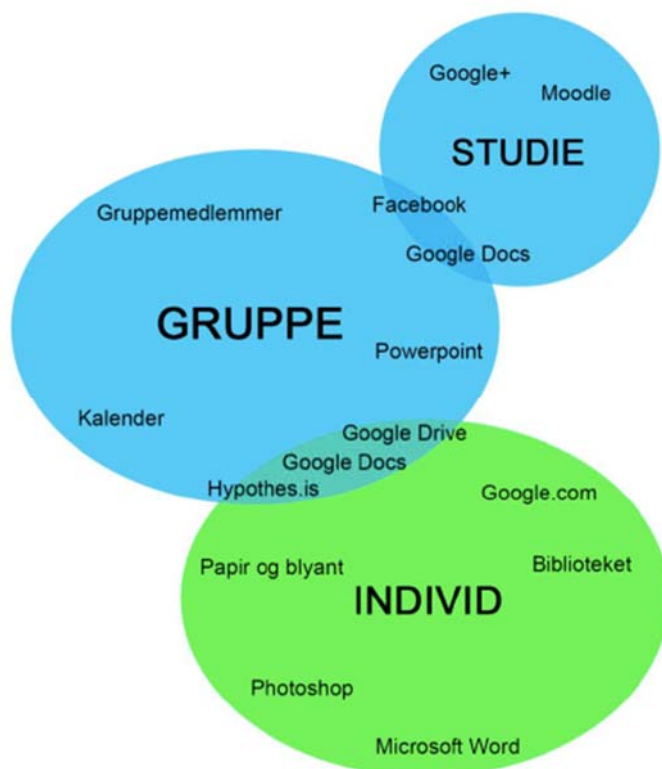 Google+
Moodle
STUDIE
Gruppemedlemmer
Facebook
Google Docs
GRUPPE
Powerpoint
Kalender
Google Drive
Google Docs
Hypothes.is
Google.com
Papir og blyant
Biblioteket
INDIVID
Photoshop
Microsoft Word